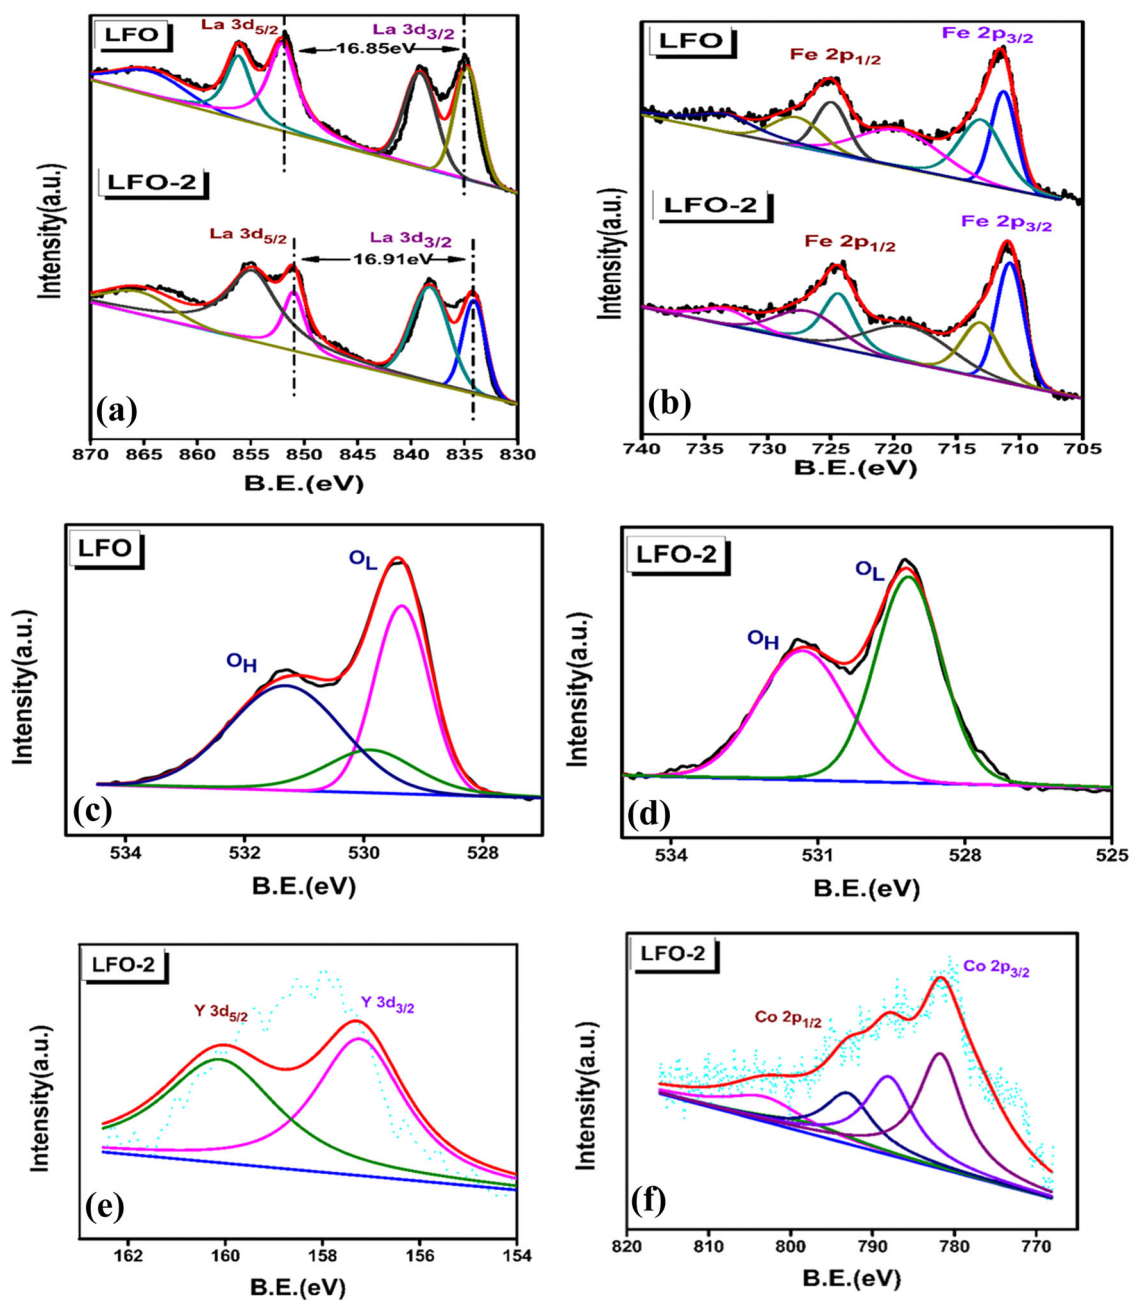 LFO
La 3d5/2
La 3d3/2
16.85eV
LFO-2
La 3d5/2
La 3d3/2
16.91eV
Intensity(a.u.)
(a)
870 865 860 855 850 845 840 835 830
B.E.(eV)
LFO
Fe 2p1/2
Fe 2p3/2
LFO-2
Fe 2p1/2
Fe 2p3/2
Intensity(a.u.)
(b)
740 735 730 725 720 715 710 705
B.E.(eV)
LFO
OH
OL
Intensity(a.u.)
(c)
534 532 530 528
B.E.(eV)
LFO-2
OH
OL
Intensity(a.u.)
(d)
534 531 528 525
B.E.(eV)
LFO-2
Y 3d5/2
Y 3d3/2
Intensity(a.u.)
(e)
162 160 158 156 154
B.E.(eV)
LFO-2
Co 2p1/2
Co 2p3/2
Intensity(a.u.)
(f)
820 810 800 790 780 770
B.E.(eV)